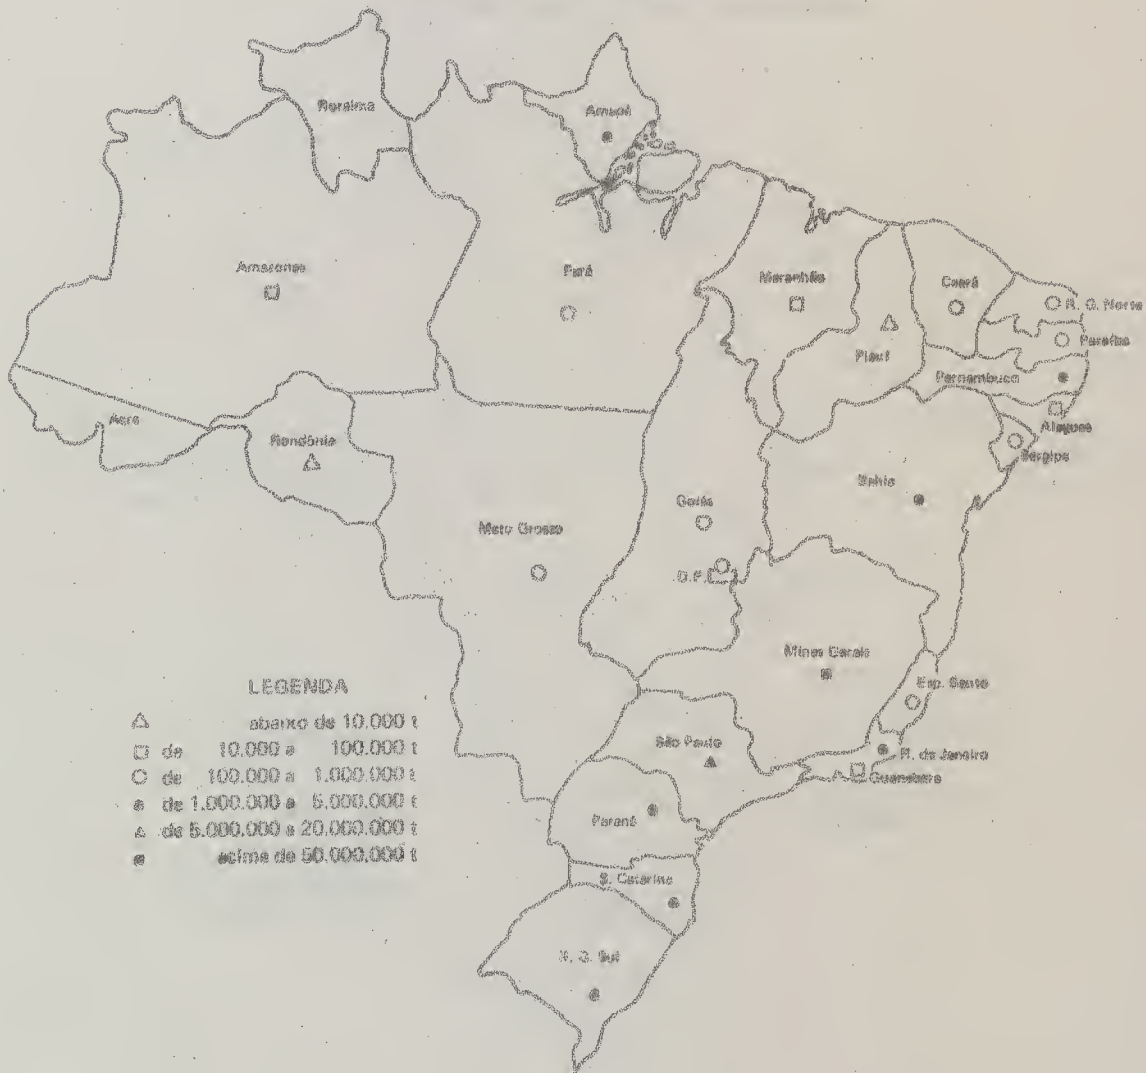 Roraima
Amapá
Amazonas
Pará
Maranhão
Ceará
R. G. Norte
Piauí
Paraíba
Pernambuco
Acre
Alagoas
Rondônia
Sergipe
Bahia
Goiás
Mato Grosso
D.F.
Minas Gerais
Esp. Santo
São Paulo
R. de Janeiro
Guanabara
Paraná
S. Catarina
R. G. Sul
LEGENDA
abaixo de 10.000 t
de 10.000 a 100.000 t
de 100.000 a 1.000.000 t
de 1.000.000 a 5.000.000 t
de 5.000.000 a 20.000.000 t
acima de 50.000.000 t